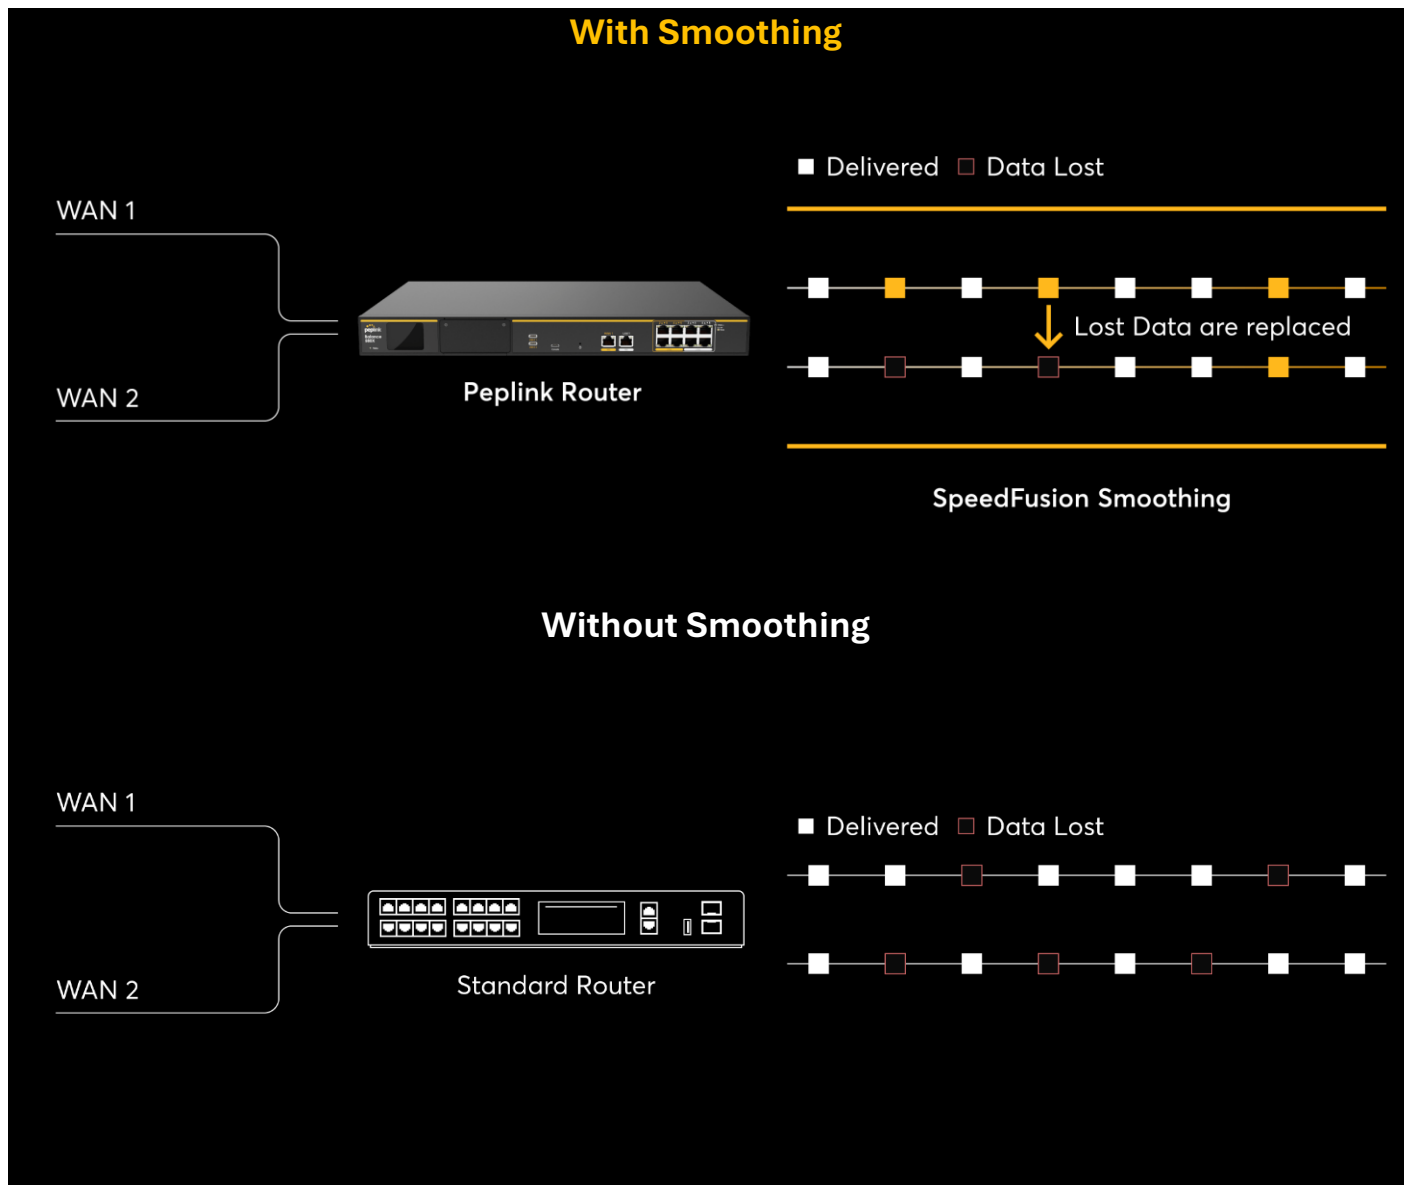 With Smoothing
Delivered
Data Lost
WAN 1
Lost Data are replaced
peplink
WAN 2
Peplink Router
SpeedFusion Smoothing
Without Smoothing
WAN 1
Delivered
Data Lost
WAN 2
Standard Router